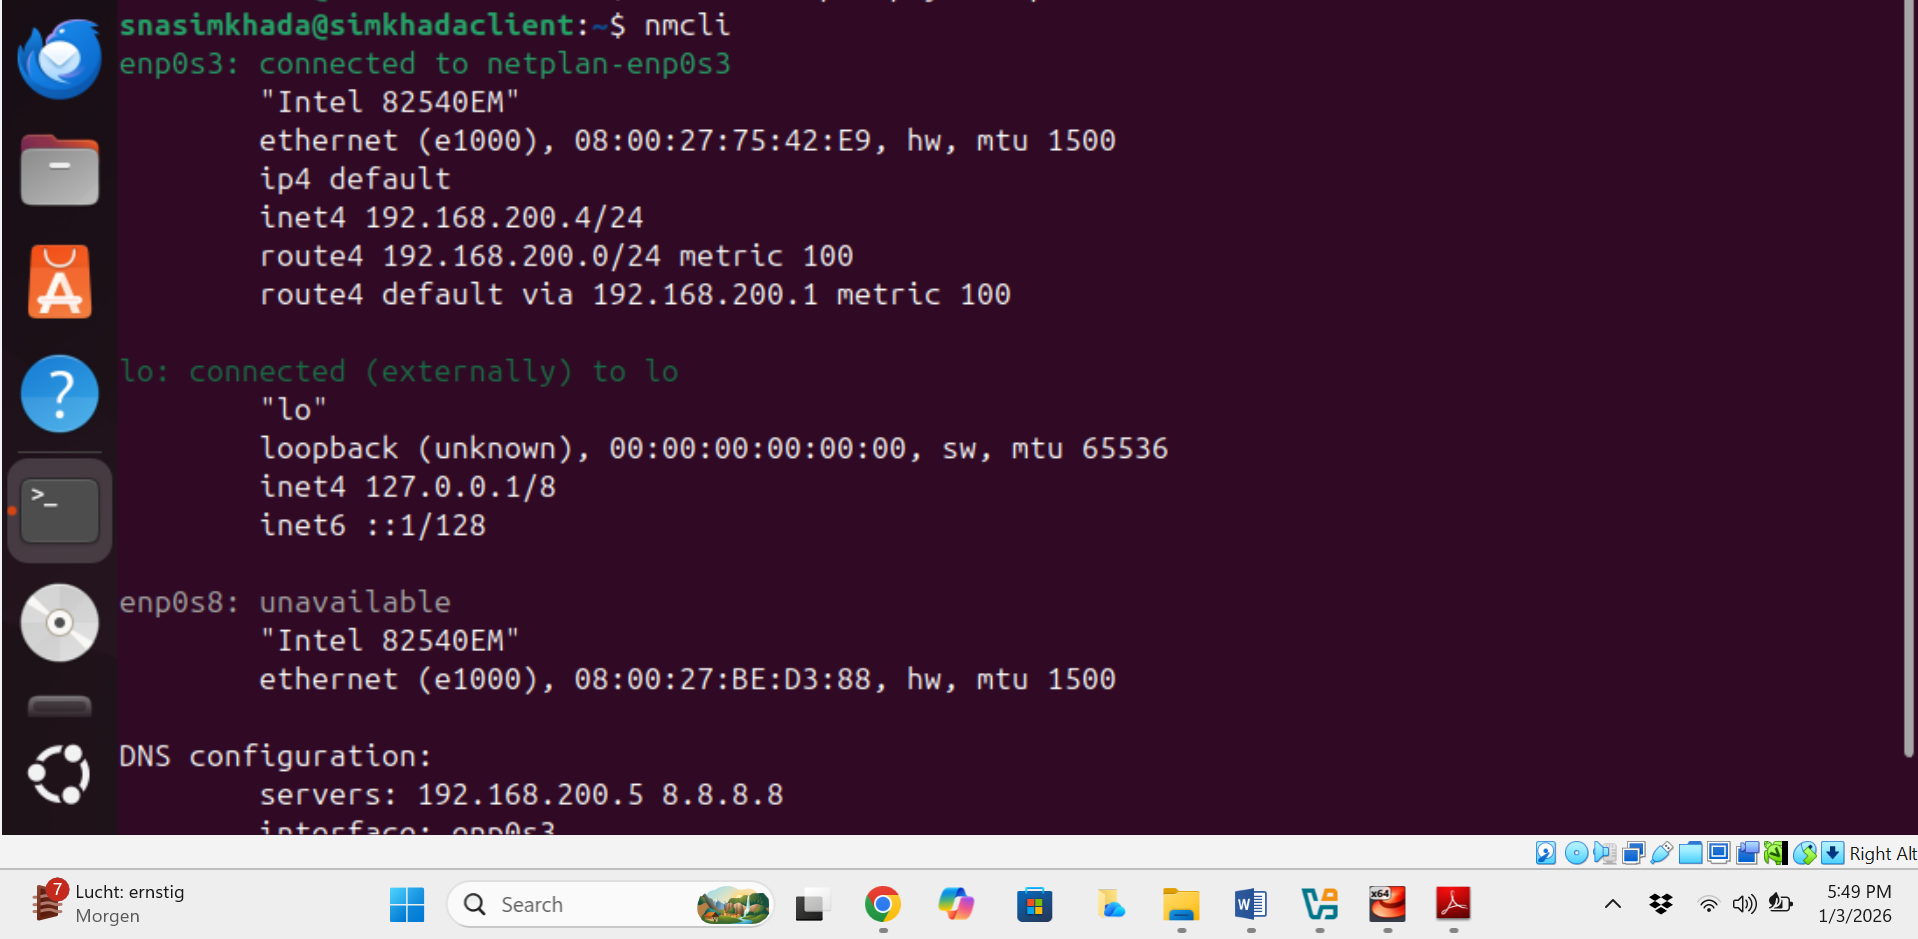 snasimkhada@simkhadaclient:~$ nmcli
enp0s3: connected to netplan-enp0s3
"Intel 82540EM"
ethernet (e1000), 08:00:27:75:42:E9, hw, mtu 1500
ip4 default
inet4 192.168.200.4/24
route4 192.168.200.0/24 metric 100
route4 default via 192.168.200.1 metric 100
lo: connected (externally) to lo
"lo"
loopback (unknown), 00:00:00:00:00:00, sw, mtu 65536
inet4 127.0.0.1/8
inet6 ::1/128
enp0s8: unavailable
"Intel 82540EM"
ethernet (e1000), 08:00:27:BE:D3:88, hw, mtu 1500
DNS configuration:
servers: 192.168.200.5 8.8.8.8
interface: enp0s3
Right Alt
7
Lucht: ernstig
Morgen
Search
x64
5:49 PM
1/3/2026